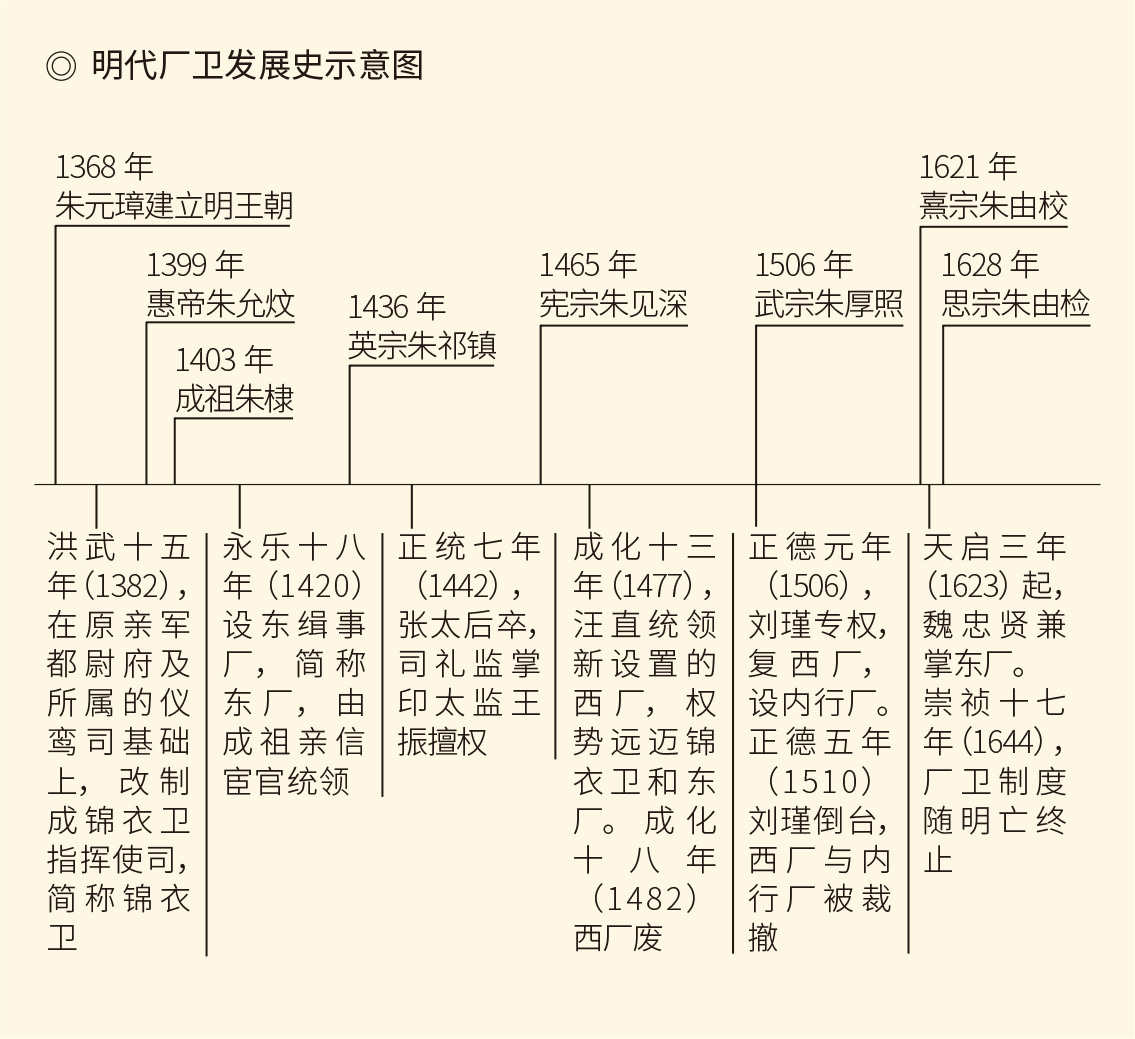 ◎ 明代厂卫发展史示意图
1368 年
朱元璋建立明王朝
1399 年
惠帝朱允炆
1403 年
成祖朱棣
1436 年
英宗朱祁镇
1465 年
宪宗朱见深
1506 年
武宗朱厚照
1621 年
熹宗朱由校
1628 年
思宗朱由检
洪武十五
年(1382),
在原亲军
都尉府及
所属的仪
鸾司基础
上，改制
成锦衣卫
指挥使司,
简称锦衣
卫
永乐十八
年（1420）
设东缉事
厂，简称
东厂，由
成祖亲信
宦官统领
正统七年
（1442）,
张太后卒,
司礼监掌
印太监王
振擅权
成化十三
年(1477),
汪直统领
新设置的
西厂，权
势远迈锦
衣卫和东
厂。成化
十八年
（1482）
西厂废
正德元年
（1506）,
刘瑾专权,
复西厂，
设内行厂。
正德五年
（1510）
刘瑾倒台,
西厂与内
行厂被裁
撤
天启三年
(1623) 起,
魏忠贤兼
掌东厂。
崇祯十七
年(1644),
厂卫制度
随明亡终
止